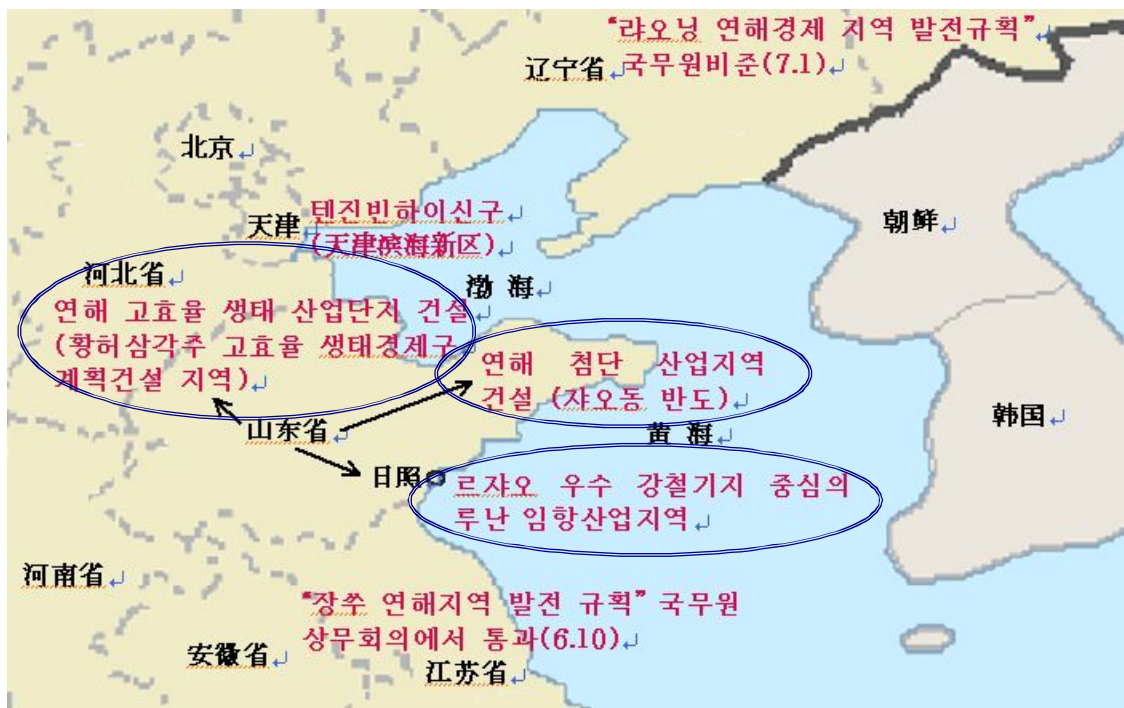 “랴오닝 연해경제 지역 발전규획”
辽宁省 국무원비준(7.1)
北京
朝鲜
天津 텐진빈하이신구
(天津滨海新区)
河北省
渤 海
연해 고효율 생태 산업단지 건설
(황허삼각주 고효율 생태경제구
계획건설 지역)
연해 첨단 산업지역
건설 (쟈오동 반도)
山东省
黄 海
韩国
日照
르쟈오 우수 강철기지 중심의
루난 임항산업지역
河南省
“장쑤 연해지역 발전 규획” 국무원
상무회의에서 통과(6.10)
安徽省
江苏省